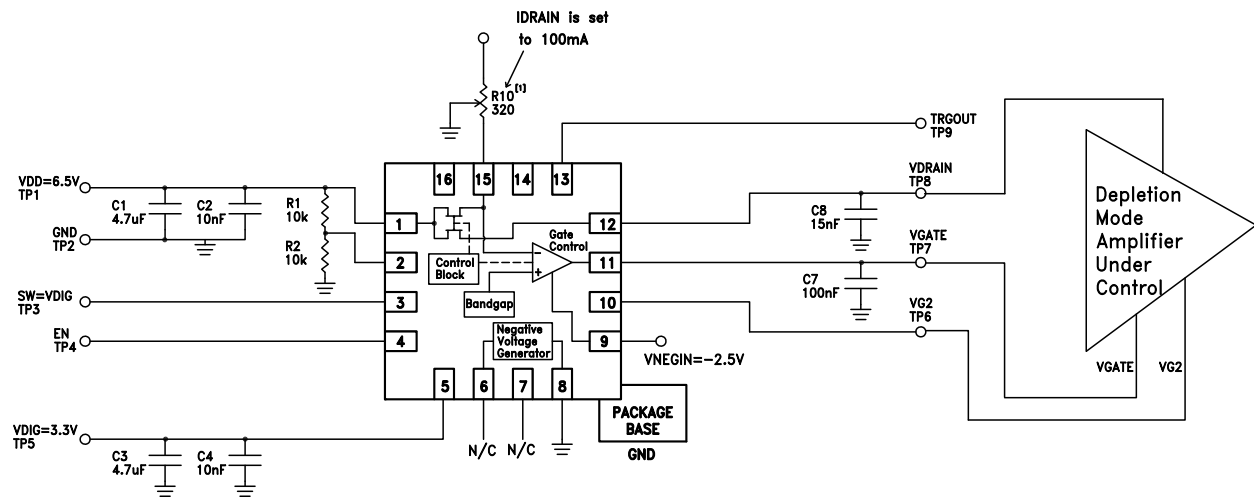 IDRAIN is set
to 100mA
R10[1]
320
TRGOUT
TP9
VDD=6.5V
TP1
C1
4.7uF
C2
10nF
R1
10k
GND
TP2
R2
10k
SW=VDIG
TP3
EN
TP4
VDIG=3.3V
TP5
C3
4.7uF
C4
10nF
16
15
14
13
1
2
3
4
5
6
7
8
12
11
10
9
Gate
Control
-
+
Control
Block
Bandgap
Negative
Voltage
Generator
N/C
N/C
VNEGIN=-2.5V
PACKAGE
BASE
GND
VDRAIN
TP8
C8
15nF
VGATE
TP7
C7
100nF
VG2
TP6
Depletion
Mode
Amplifier
Under
Control
VGATE
VG2